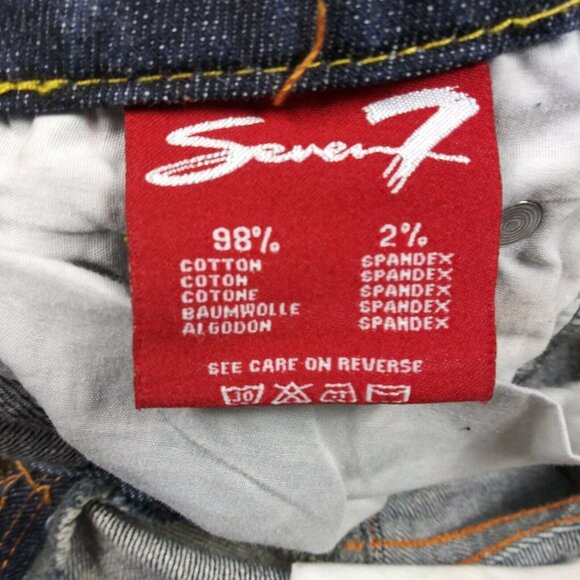 Seven7
98% 2%
COTTON SPANDEX
COTON SPANDEX
COTONE SPANDEX
BAUMWOLLE SPANDEX
ALGODON SPANDEX
SEE CARE ON REVERSE
30